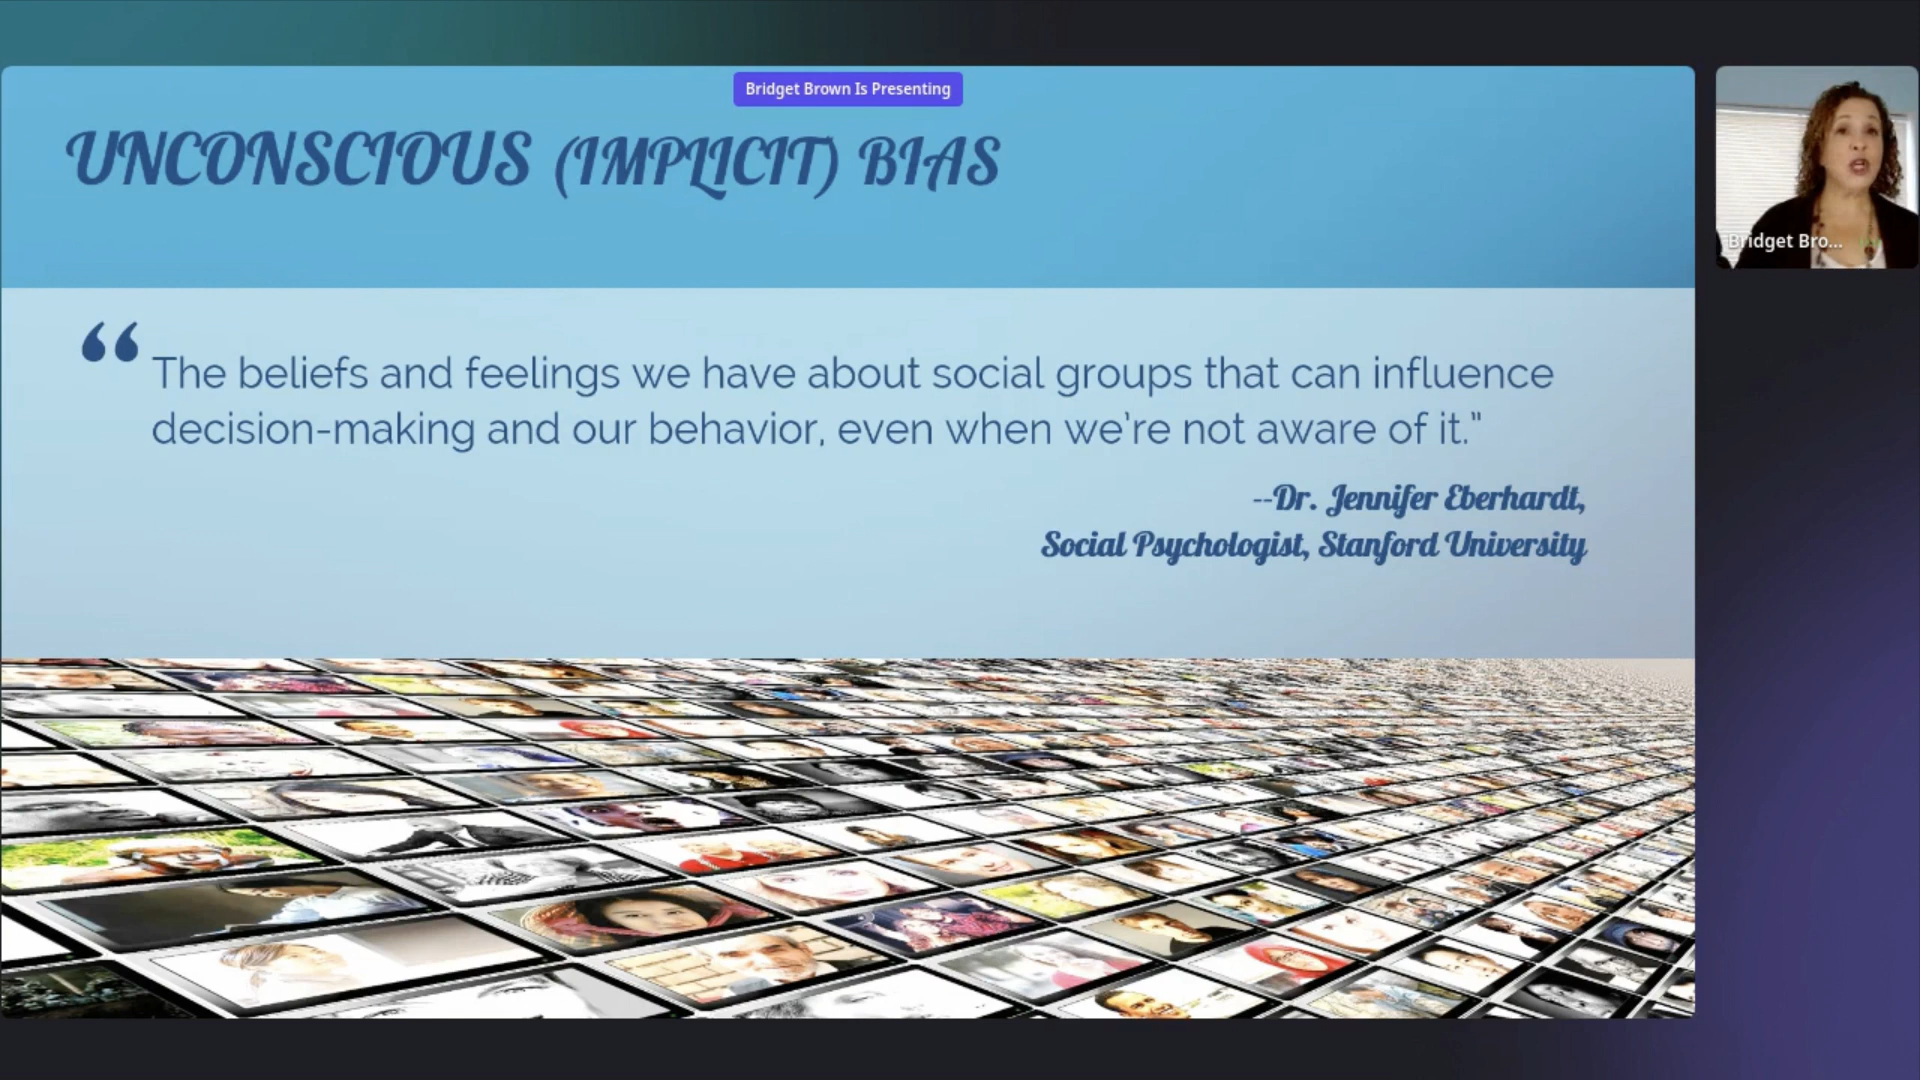 Bridget Brown Is Presenting
UNCONSCIOUS (IMPLICIT) BIAS
“The beliefs and feelings we have about social groups that can influence
decision-making and our behavior, even when we’re not aware of it.”
--Dr. Jennifer Eberhardt,
Social Psychologist, Stanford University
Bridget Bro...